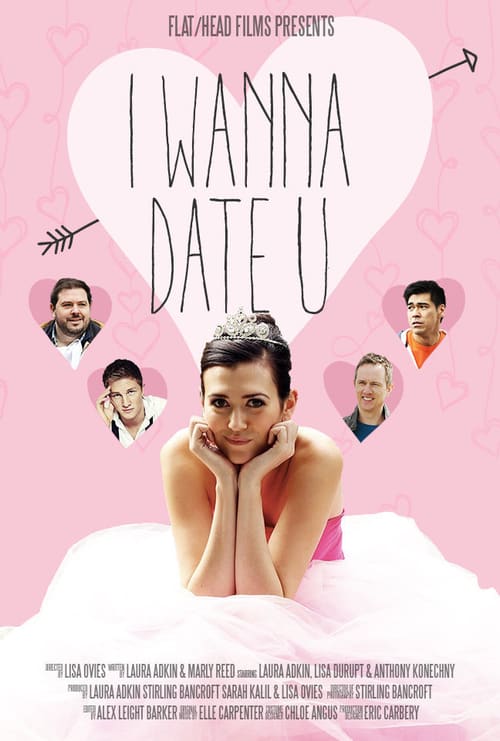 FLAT/HEAD FILMS PRESENTS
I WANNA
DATE U
DIRECTED BY LISA OVIES WRITTEN BY LAURA ADKIN & MARLY REED STARRING LAURA ADKIN, LISA DURUPT & ANTHONY KONECHNY
PRODUCED BY LAURA ADKIN STIRLING BANCROFT SARAH KALIL & LISA OVIES DIRECTOR OF PHOTOGRAPHY STIRLING BANCROFT
EDITED BY ALEX LEIGHT BARKER ORIGINAL MUSIC BY ELLE CARPENTER COSTUME DESIGNER CHLOE ANGUS PRODUCTION DESIGNER ERIC CARBERY